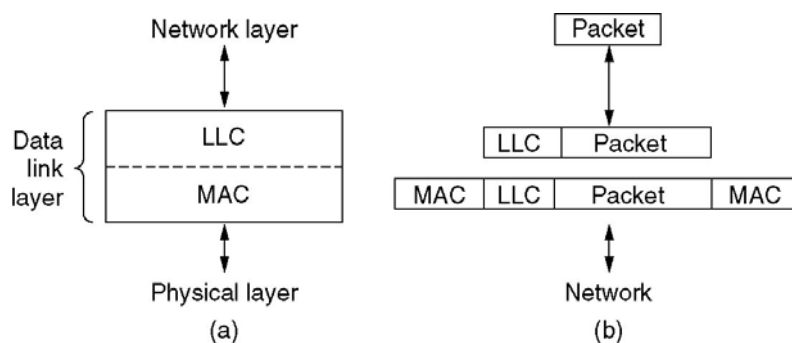 Network layer
Data
link
layer
LLC
MAC
Physical layer
(a)
Packet
LLC Packet
MAC LLC Packet MAC
Network
(b)